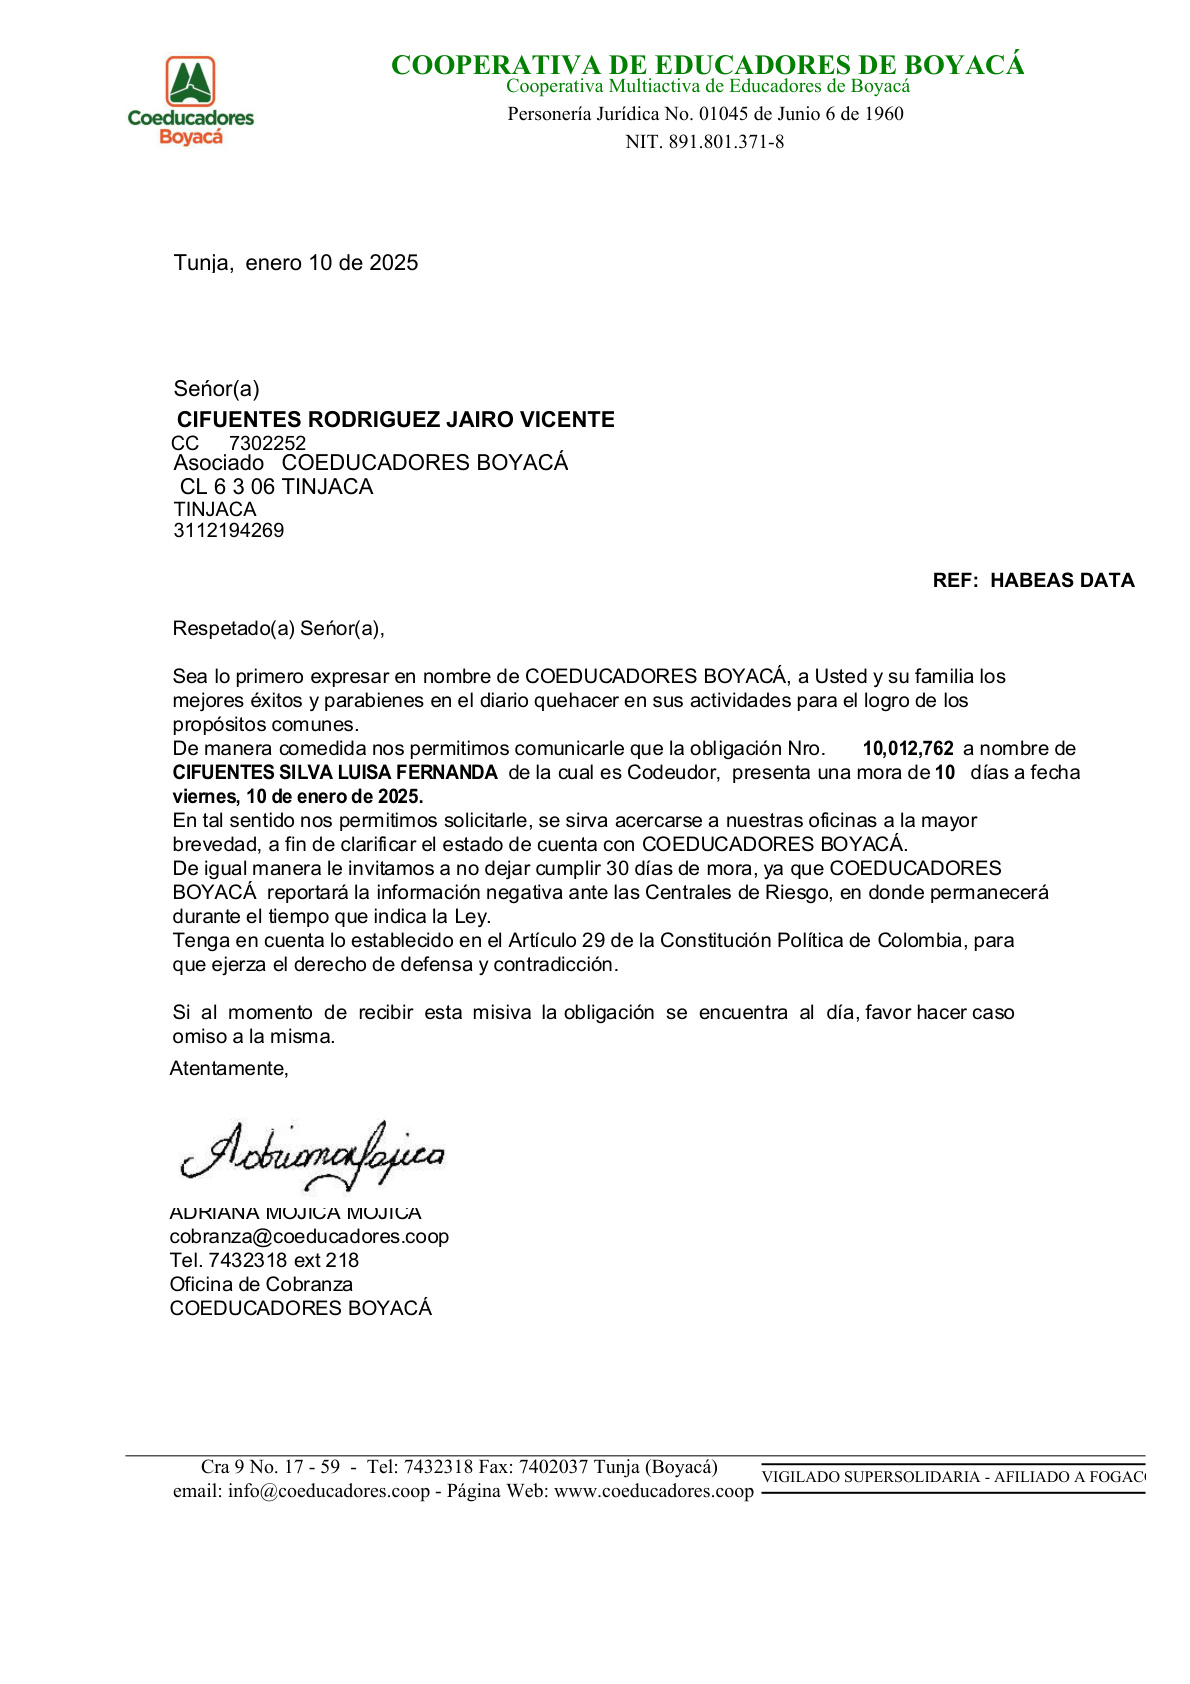 Coeducadores
Boyacá
COOPERATIVA DE EDUCADORES DE BOYACÁ
Cooperativa Multiactiva de Educadores de Boyacá
Personería Jurídica No. 01045 de Junio 6 de 1960
NIT. 891.801.371-8
Tunja, enero 10 de 2025
Seńor(a)
CIFUENTES RODRIGUEZ JAIRO VICENTE
CC 7302252
Asociado COEDUCADORES BOYACÁ
CL 6 3 06 TINJACA
TINJACA
3112194269
REF: HABEAS DATA
Respetado(a) Seńor(a),
Sea lo primero expresar en nombre de COEDUCADORES BOYACÁ, a Usted y su familia los
mejores éxitos y parabienes en el diario quehacer en sus actividades para el logro de los
propósitos comunes.
De manera comedida nos permitimos comunicarle que la obligación Nro. 10,012,762 a nombre de
CIFUENTES SILVA LUISA FERNANDA de la cual es Codeudor, presenta una mora de 10 días a fecha
viernes, 10 de enero de 2025.
En tal sentido nos permitimos solicitarle, se sirva acercarse a nuestras oficinas a la mayor
brevedad, a fin de clarificar el estado de cuenta con COEDUCADORES BOYACÁ.
De igual manera le invitamos a no dejar cumplir 30 días de mora, ya que COEDUCADORES
BOYACÁ reportará la información negativa ante las Centrales de Riesgo, en donde permanecerá
durante el tiempo que indica la Ley.
Tenga en cuenta lo establecido en el Artículo 29 de la Constitución Política de Colombia, para
que ejerza el derecho de defensa y contradicción.
Si al momento de recibir esta misiva la obligación se encuentra al día, favor hacer caso
omiso a la misma.
Atentamente,
ADRIANA MOJICA MOJICA
cobranza@coeducadores.coop
Tel. 7432318 ext 218
Oficina de Cobranza
COEDUCADORES BOYACÁ
Cra 9 No. 17 - 59 - Tel: 7432318 Fax: 7402037 Tunja (Boyacá)
email: info@coeducadores.coop - Página Web: www.coeducadores.coop
VIGILADO SUPERSOLIDARIA - AFILIADO A FOGAC